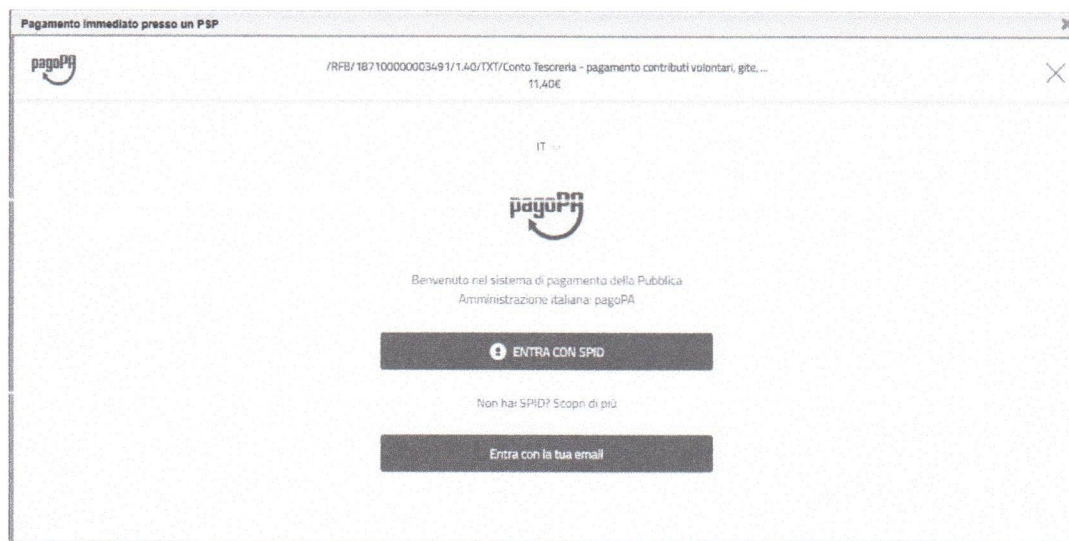 Pagamento immediato presso un PSP
pagoPA
/RFB/187100000003491/1.40/TXT/Conto Tesoreria - pagamento contributi volontari, gite, ...
11,40€
IT
pagoPA
Benvenuto nel sistema di pagamento della Pubblica
Amministrazione italiana: pagoPA
ENTRA CON SPID
Non hai SPID? Scopri di più
Entra con la tua email